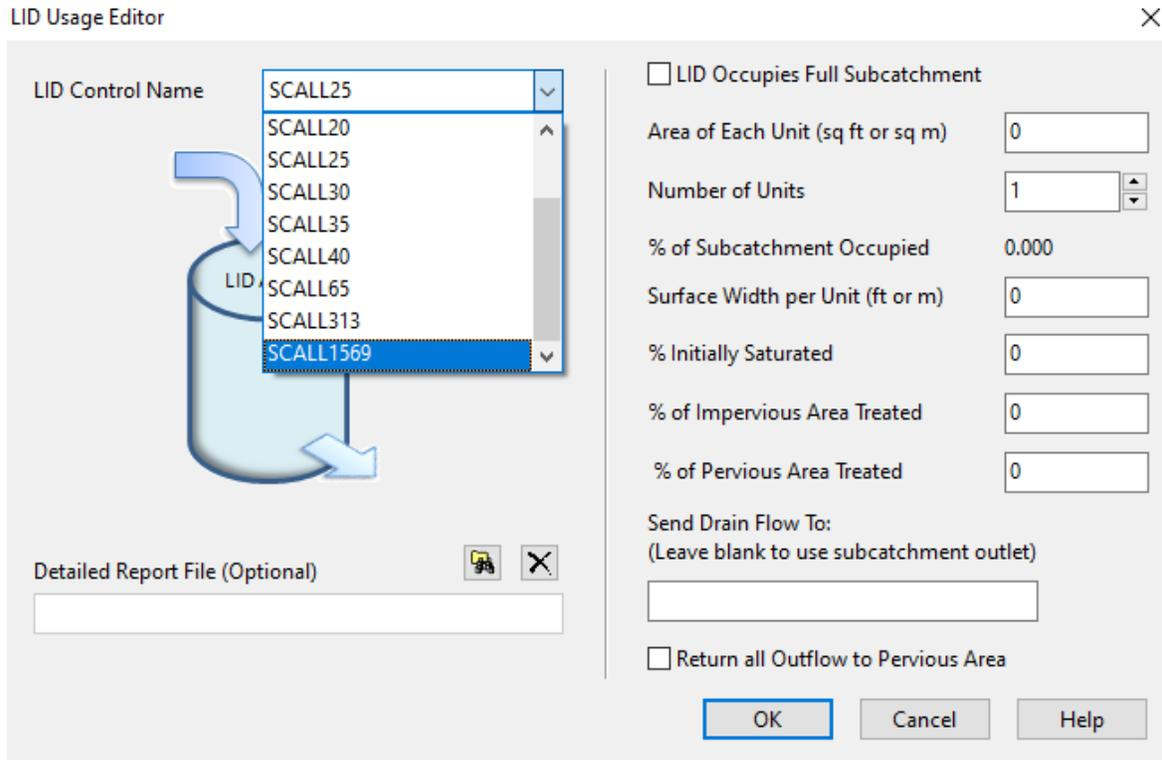 LID Usage Editor
LID Control Name
SCALL25
SCALL20
SCALL25
SCALL30
SCALL35
SCALL40
SCALL65
SCALL313
SCALL1569
LID
Detailed Report File (Optional)
LID Occupies Full Subcatchment
Area of Each Unit (sq ft or sq m)
0
Number of Units
1
% of Subcatchment Occupied
0.000
Surface Width per Unit (ft or m)
0
% Initially Saturated
0
% of Impervious Area Treated
0
% of Pervious Area Treated
0
Send Drain Flow To:
(Leave blank to use subcatchment outlet)
Return all Outflow to Pervious Area
OK
Cancel
Help